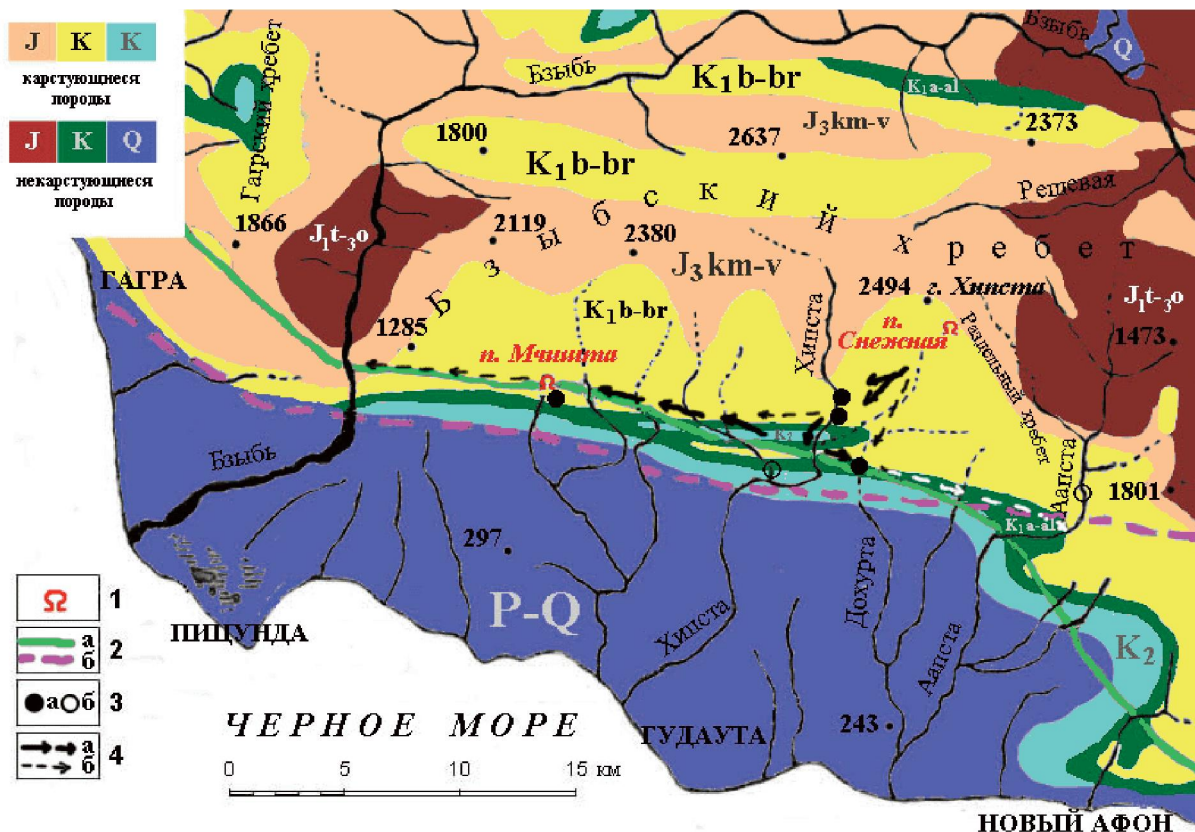 J K K
карстующиеся
породы
J K Q
некарстующиеся
породы
Гагрский хребет
Бзыбь
Бзыбь
Q
K₁b-br
K₁a-al
1800
K₁b-br
2637
J₃km-v
2373
Решевая
1866
J₁t-₃o
2119
2380
Бзыбский хребет
J₃km-v
ГАГРА
K₁b-br
Хипста
2494
г. Хипста
J₁t-₃o
1285
п. Мчишта
Ω
п.
Снежная
Ω
Раздельный хребет
1473
K₂
Аапста
1801
K₁a-al
Бзыбь
297
P-Q
Хипста
Дохурта
Аапста
K₂
ПИЦУНДА
243
ГУДАУТА
ЧЕРНОЕ МОРЕ
0 5 10 15 км
НОВЫЙ АФОН
Ω 1
а
б 2
а б 3
а
б 4